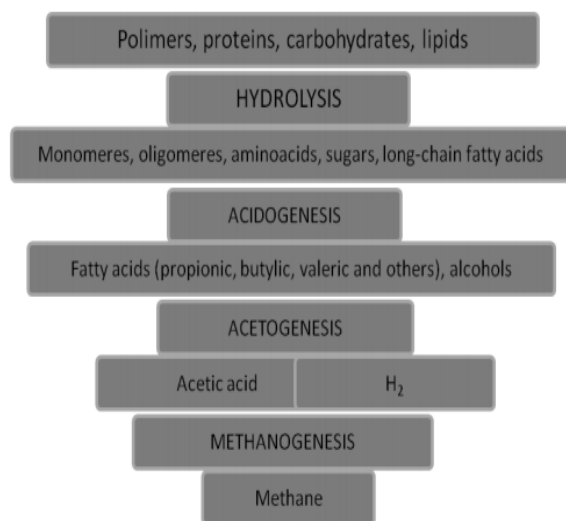 Polimers, proteins, carbohydrates, lipids
HYDROLYSIS
Monomeres, oligomeres, aminoacids, sugars, long-chain fatty acids
ACIDOGENESIS
Fatty acids (propionic, butylic, valeric and others), alcohols
ACETOGENESIS
Acetic acid
H₂
METHANOGENESIS
Methane